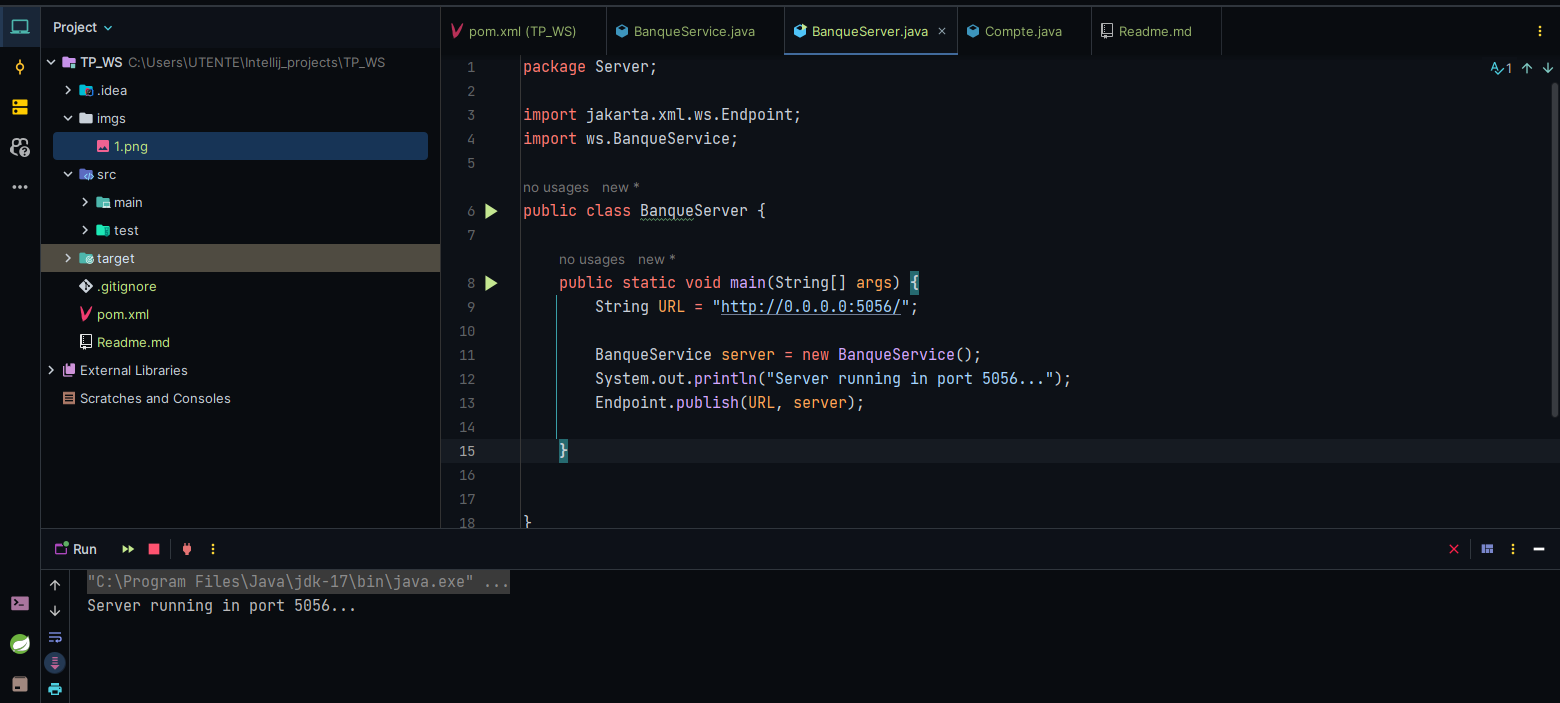 Project
TP_WS C:\Users\UTENTE\Intellij_projects\TP_WS
.idea
imgs
1.png
src
main
test
target
.gitignore
pom.xml
Readme.md
External Libraries
Scratches and Consoles
pom.xml (TP_WS) BanqueService.java BanqueServer.java Compte.java Readme.md
1
1 package Server;
2
3 import jakarta.xml.ws.Endpoint;
4 import ws.BanqueService;
5
no usages new *
6 public class BanqueServer {
7
no usages new *
8 public static void main(String[] args) {
9 String URL = "http://0.0.0.0:5056/";
10
11 BanqueService server = new BanqueService();
12 System.out.println("Server running in port 5056...");
13 Endpoint.publish(URL, server);
14
15 }
16
17
18 }
Run
"C:\Program Files\Java\jdk-17\bin\java.exe" ...
Server running in port 5056...